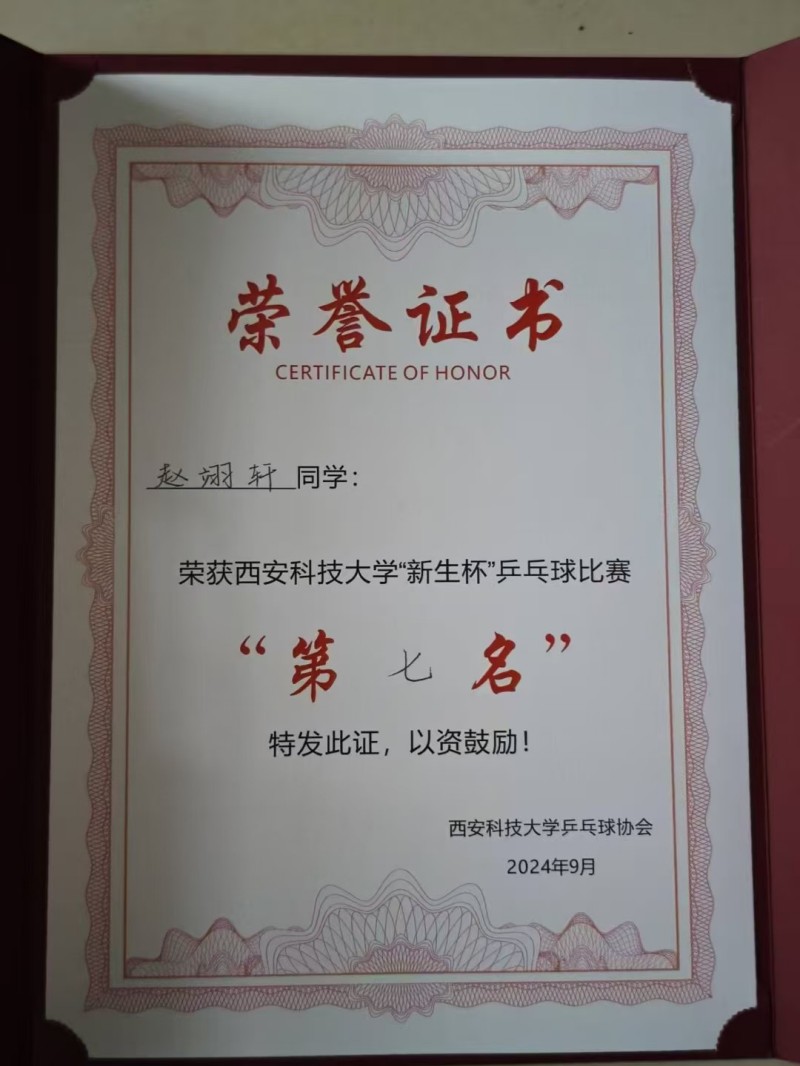 荣誉证书
CERTIFICATE OF HONOR
赵翊轩同学：
荣获西安科技大学“新生杯”乒乓球比赛
“第七名”
特发此证，以资鼓励！
西安科技大学乒乓球协会
2024年9月